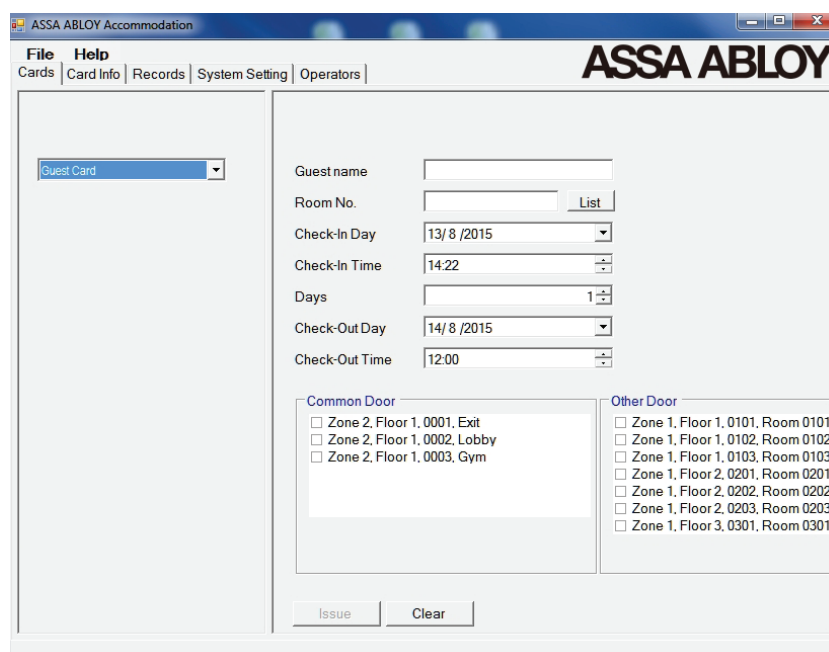 ASSA ABLOY Accommodation
File Help
ASSA ABLOY
Cards Card Info Records System Setting Operators
Guest Card
Guest name
Room No. List
Check-In Day 13/ 8 /2015
Check-In Time 14:22
Days 1
Check-Out Day 14/ 8 /2015
Check-Out Time 12:00
Common Door
Zone 2, Floor 1, 0001, Exit
Zone 2, Floor 1, 0002, Lobby
Zone 2, Floor 1, 0003, Gym
Other Door
Zone 1, Floor 1, 0101, Room 0101
Zone 1, Floor 1, 0102, Room 0102
Zone 1, Floor 1, 0103, Room 0103
Zone 1, Floor 2, 0201, Room 0201
Zone 1, Floor 2, 0202, Room 0202
Zone 1, Floor 2, 0203, Room 0203
Zone 1, Floor 3, 0301, Room 0301
Issue Clear